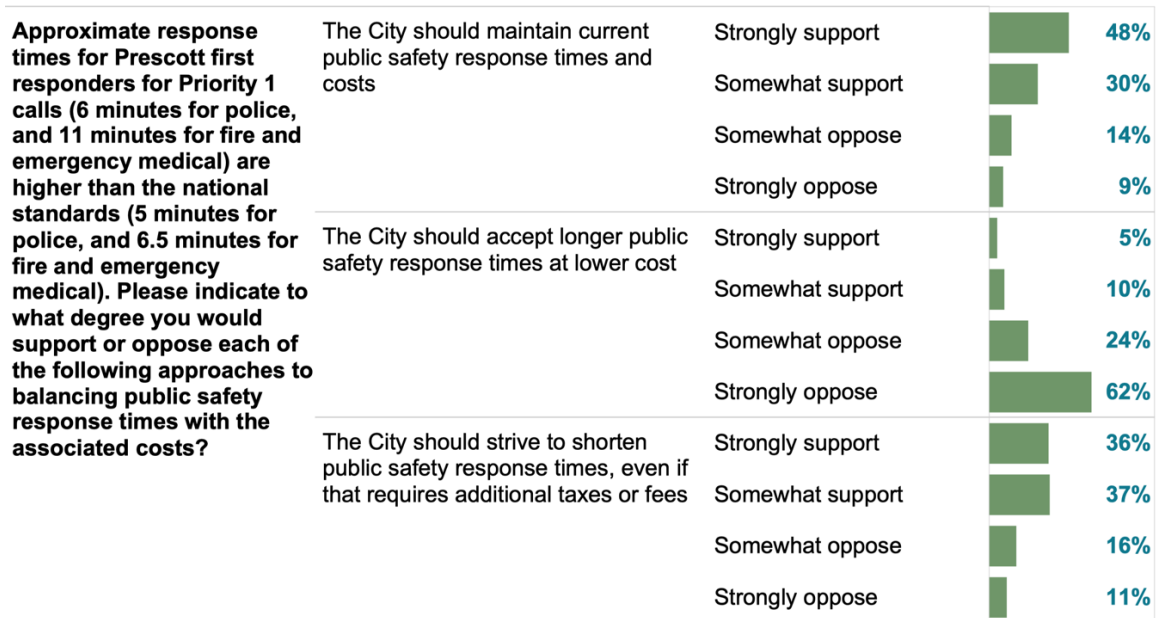 Approximate response
times for Prescott first
responders for Priority 1
calls (6 minutes for police,
and 11 minutes for fire and
emergency medical) are
higher than the national
standards (5 minutes for
police, and 6.5 minutes for
fire and emergency
medical). Please indicate to
what degree you would
support or oppose each of
the following approaches to
balancing public safety
response times with the
associated costs?
The City should maintain current
public safety response times and
costs
Strongly support 48%
Somewhat support 30%
Somewhat oppose 14%
Strongly oppose 9%
The City should accept longer public
safety response times at lower cost
Strongly support 5%
Somewhat support 10%
Somewhat oppose 24%
Strongly oppose 62%
The City should strive to shorten
public safety response times, even if
that requires additional taxes or fees
Strongly support 36%
Somewhat support 37%
Somewhat oppose 16%
Strongly oppose 11%